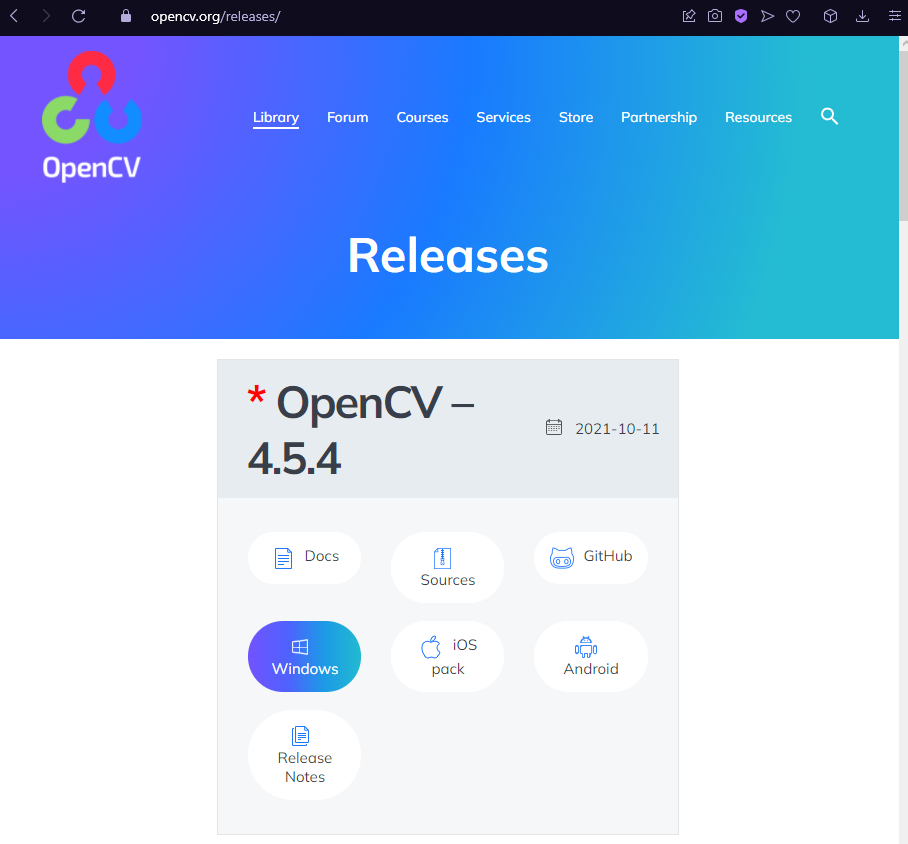 opencv.org/releases/
OpenCV
Library Forum Courses Services Store Partnership Resources
Releases
* OpenCV –
4.5.4
2021-10-11
Docs
Sources
GitHub
Windows
iOS
pack
Android
Release
Notes